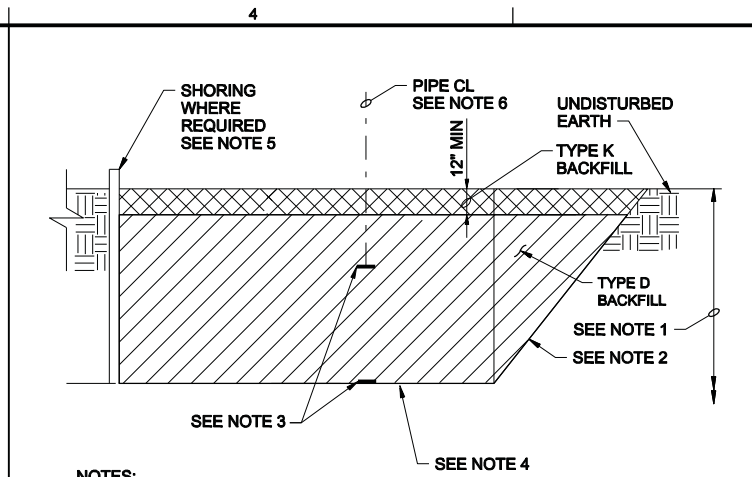 4
SHORING
WHERE
REQUIRED
SEE NOTE 5
PIPE CL
SEE NOTE 6
12" MIN
UNDISTURBED
EARTH
TYPE K
BACKFILL
TYPE D
BACKFILL
SEE NOTE 1
SEE NOTE 2
SEE NOTE 3
SEE NOTE 4
NOTES: